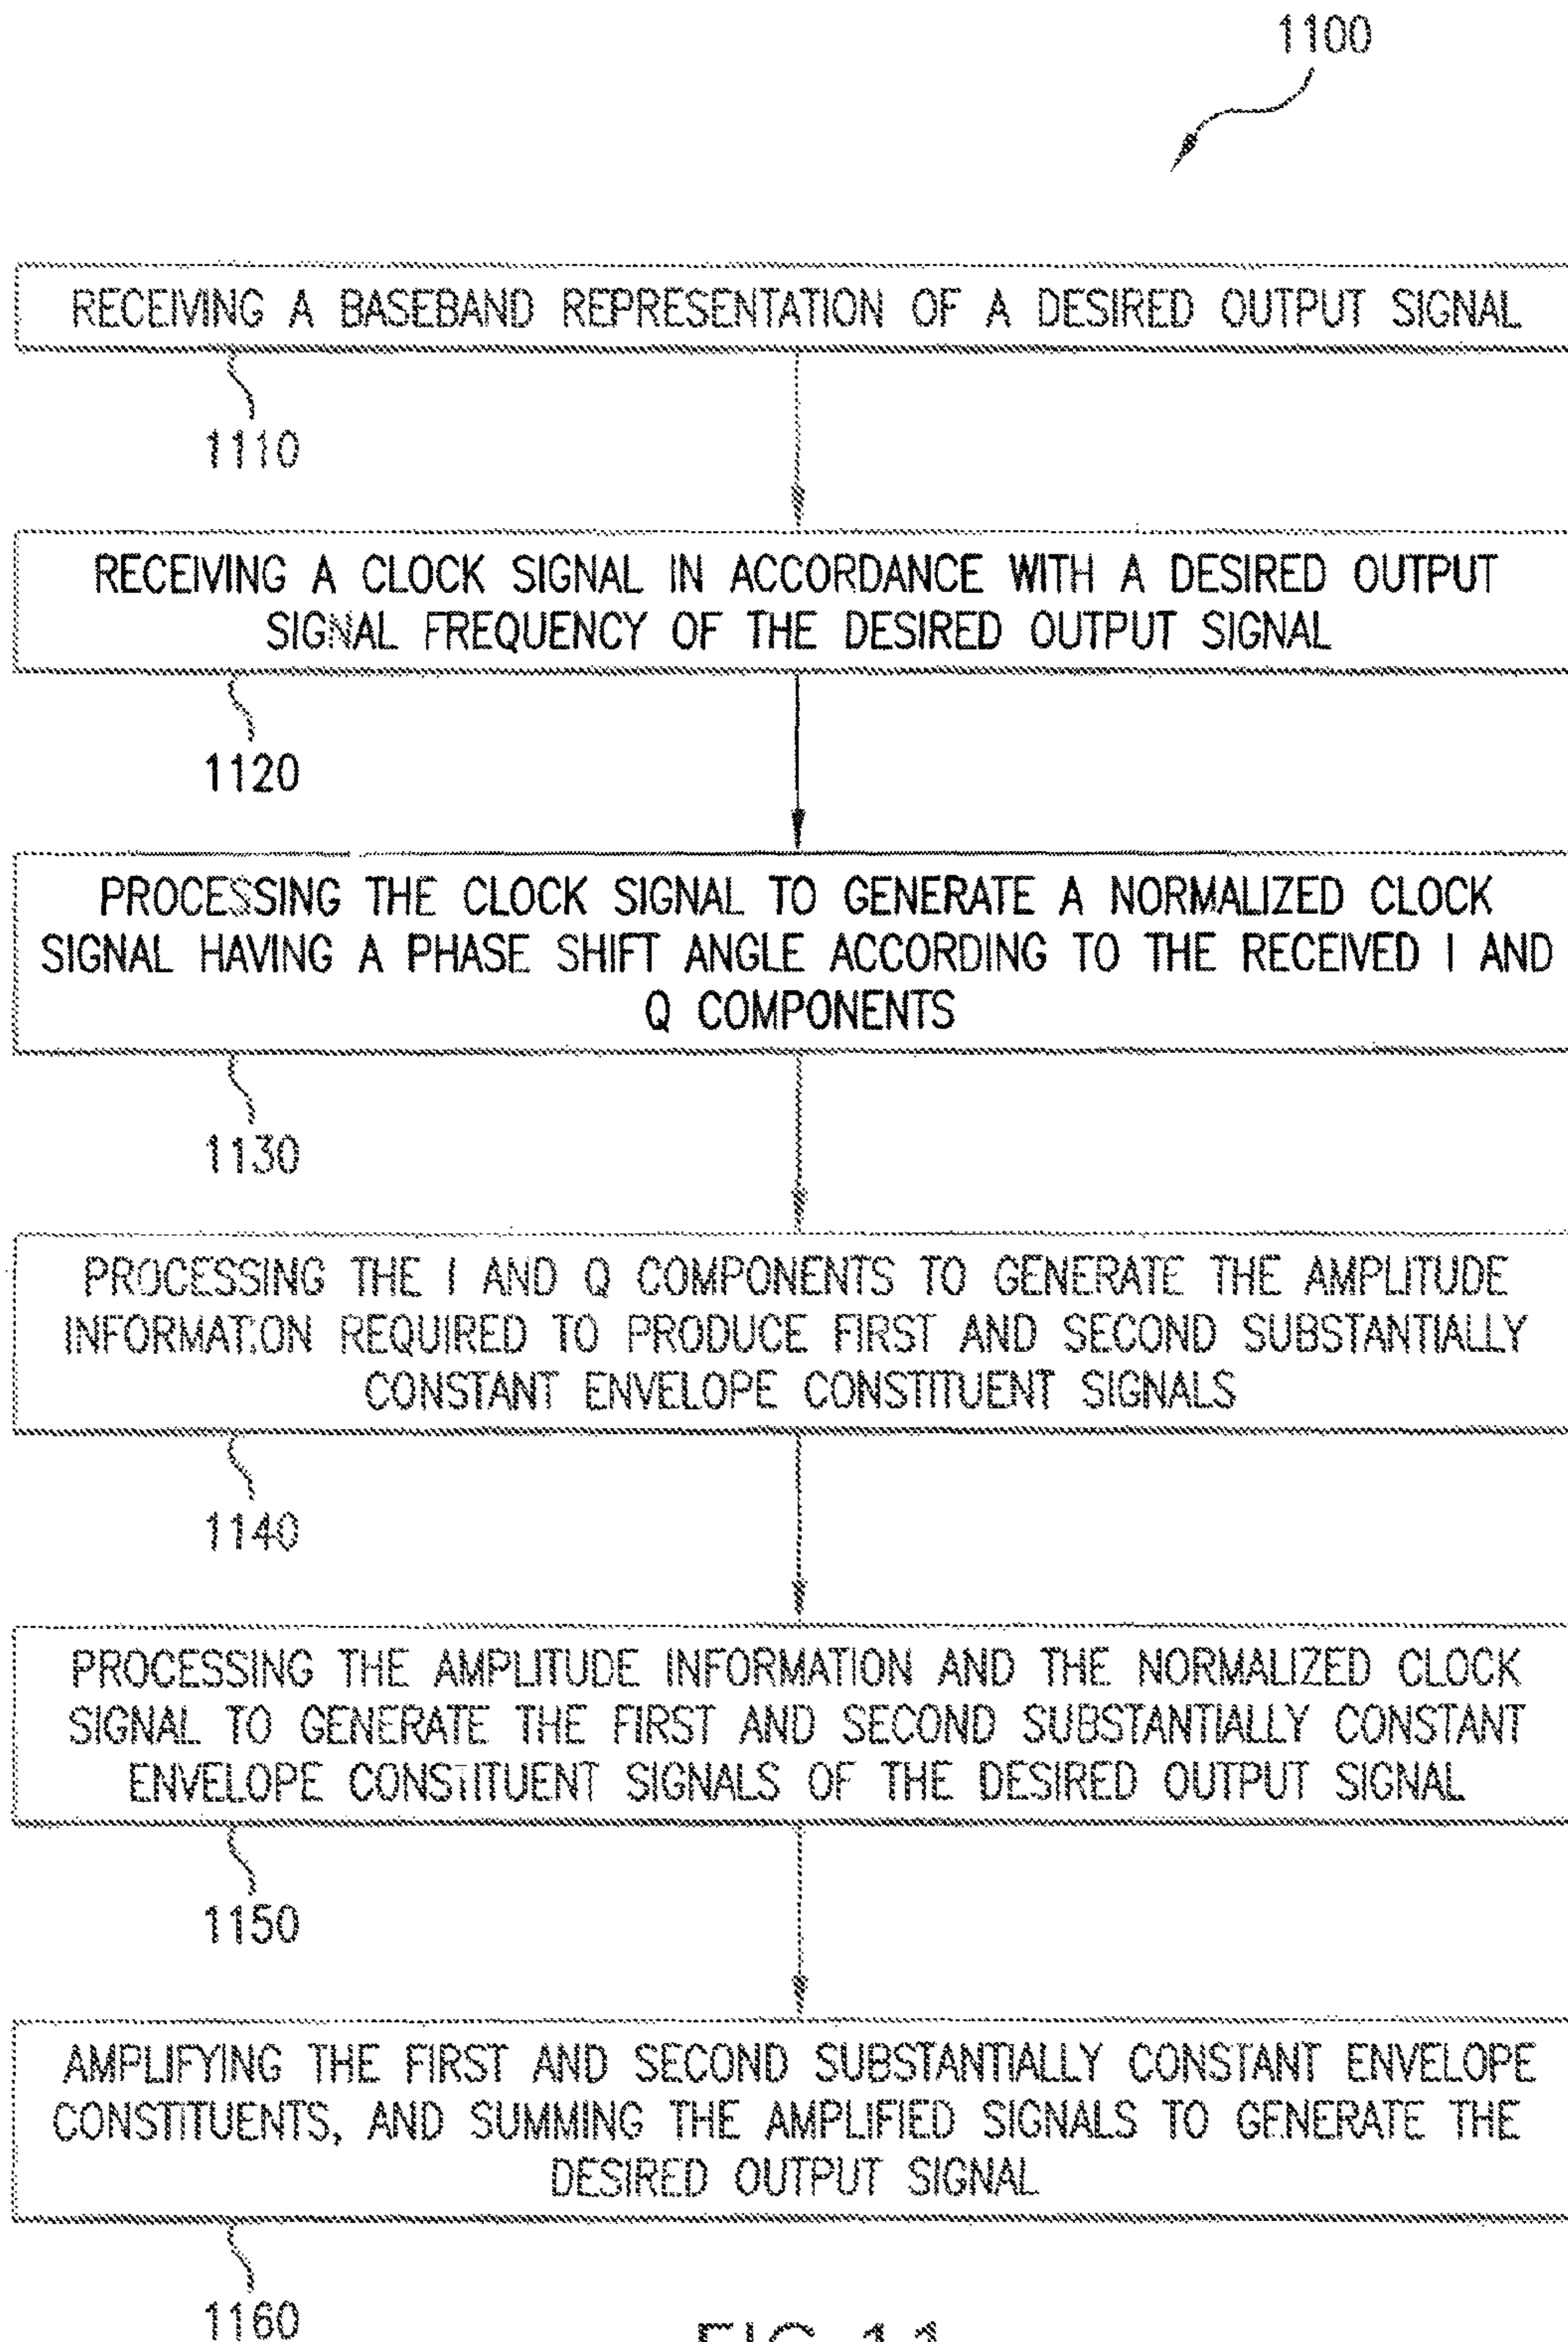 1100
RECEIVING A BASEBAND REPRESENTATION OF A DESIRED OUTPUT SIGNAL
1110
RECEIVING A CLOCK SIGNAL IN ACCORDANCE WITH A DESIRED OUTPUT
SIGNAL FREQUENCY OF THE DESIRED OUTPUT SIGNAL
1120
PROCESSING THE CLOCK SIGNAL TO GENERATE A NORMALIZED CLOCK
SIGNAL HAVING A PHASE SHIFT ANGLE ACCORDING TO THE RECEIVED I AND
Q COMPONENTS
1130
PROCESSING THE I AND Q COMPONENTS TO GENERATE THE AMPLITUDE
INFORMATION REQUIRED TO PRODUCE FIRST AND SECOND SUBSTANTIALLY
CONSTANT ENVELOPE CONSTITUENT SIGNALS
1140
PROCESSING THE AMPLITUDE INFORMATION AND THE NORMALIZED CLOCK
SIGNAL TO GENERATE THE FIRST AND SECOND SUBSTANTIALLY CONSTANT
ENVELOPE CONSTITUENT SIGNALS OF THE DESIRED OUTPUT SIGNAL
1150
AMPLIFYING THE FIRST AND SECOND SUBSTANTIALLY CONSTANT ENVELOPE
CONSTITUENTS, AND SUMMING THE AMPLIFIED SIGNALS TO GENERATE THE
DESIRED OUTPUT SIGNAL
1160
FIG. 11